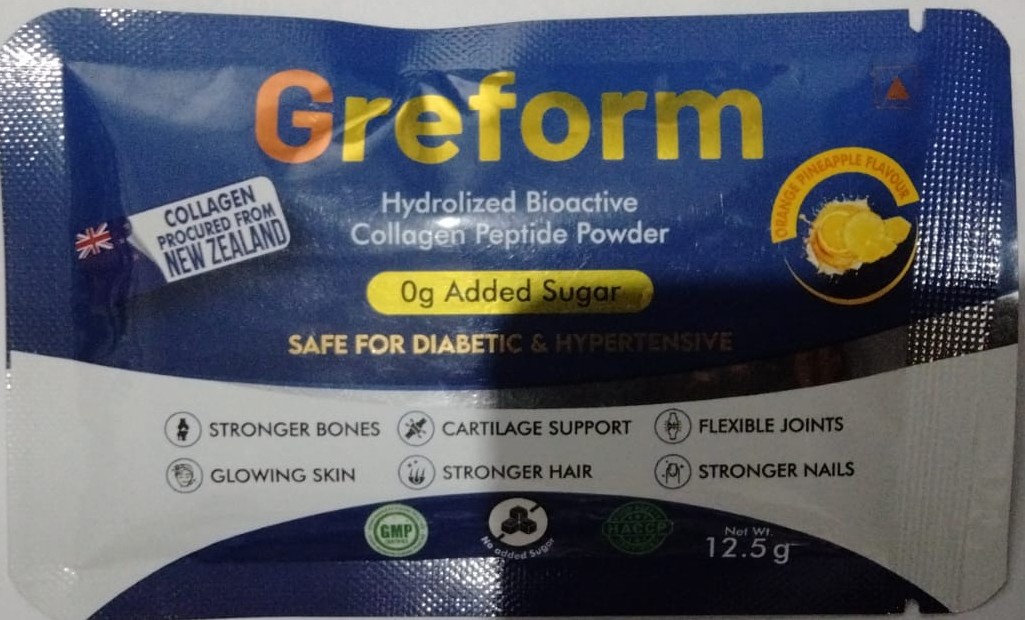 Greform
Hydrolized Bioactive
Collagen Peptide Powder
0g Added Sugar
SAFE FOR DIABETIC & HYPERTENSIVE
COLLAGEN
PROCURED FROM
NEW ZEALAND
ORANGE PINEAPPLE FLAVOUR
STRONGER BONES
CARTILAGE SUPPORT
FLEXIBLE JOINTS
GLOWING SKIN
STRONGER HAIR
STRONGER NAILS
GMP
No added Sugar
HACCP
Net Wt.
12.5g